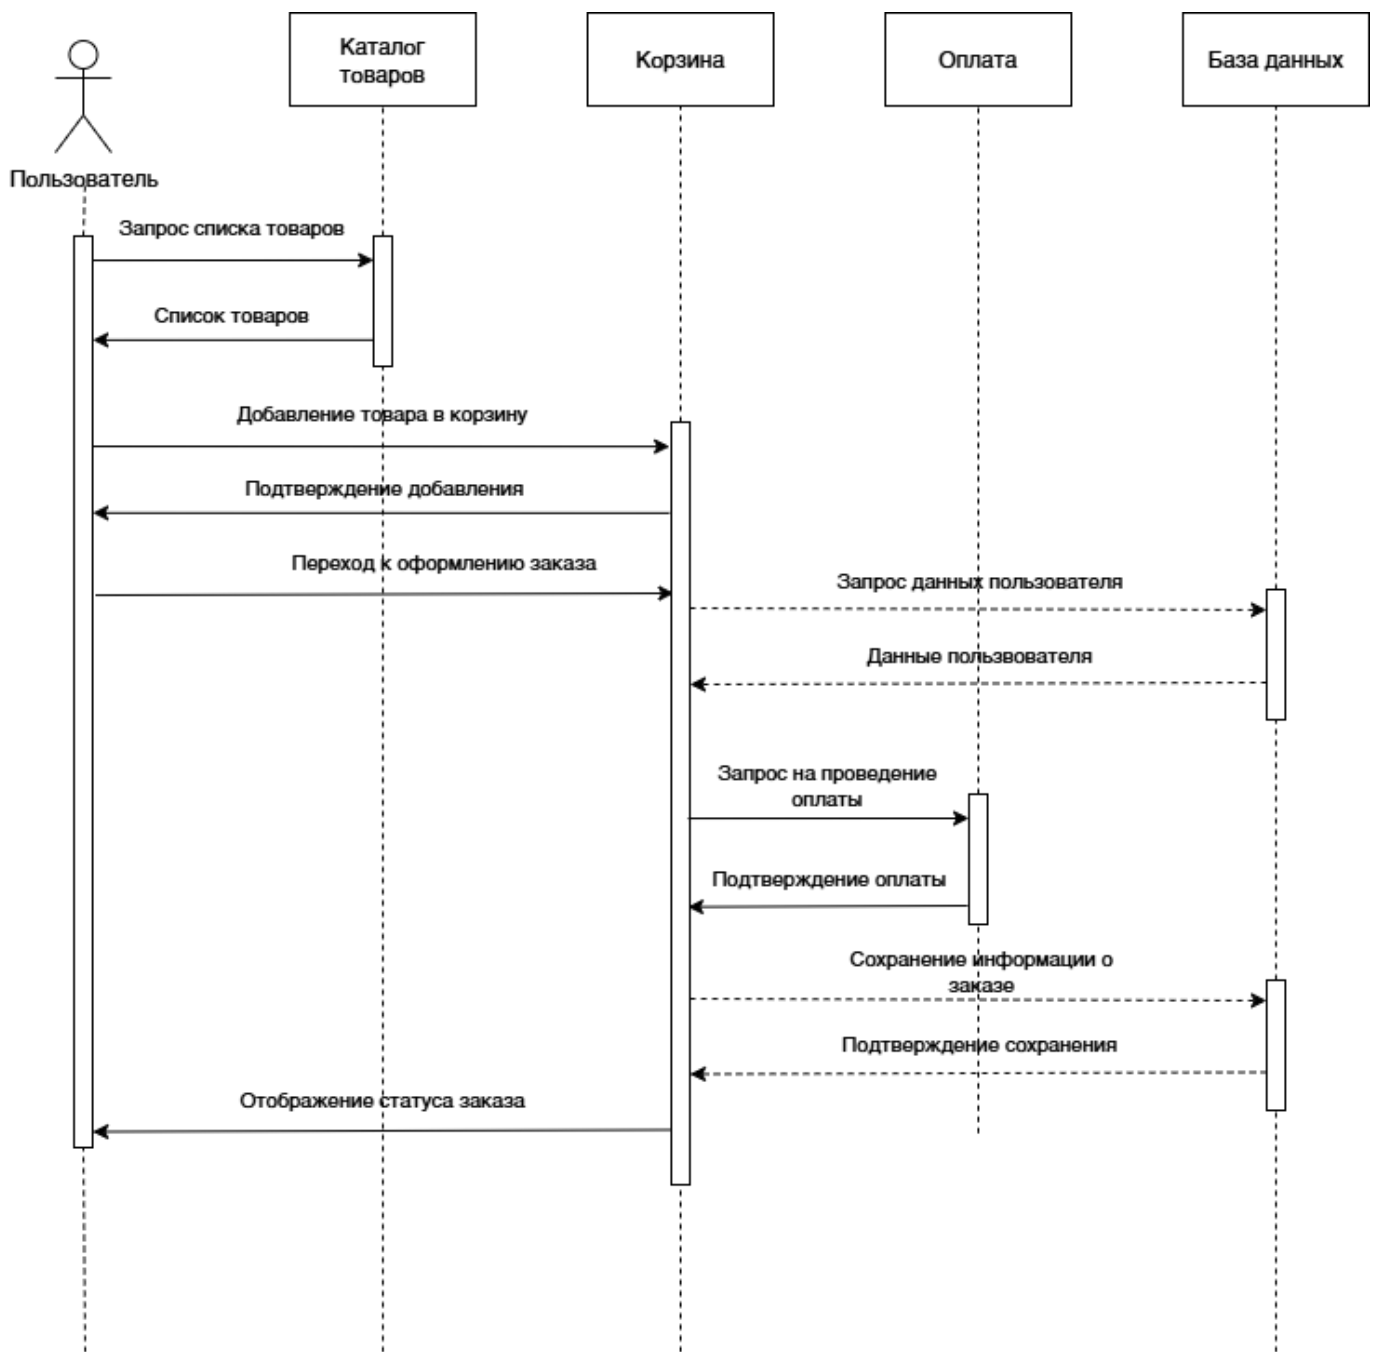 Каталог
товаров
Корзина
Оплата
База данных
Пользователь
Запрос списка товаров
Список товаров
Добавление товара в корзину
Подтверждение добавления
Переход к оформлению заказа
Запрос данных пользователя
Данные пользвователя
Запрос на проведение
оплаты
Подтверждение оплаты
Сохранение информации о
заказе
Подтверждение сохранения
Отображение статуса заказа